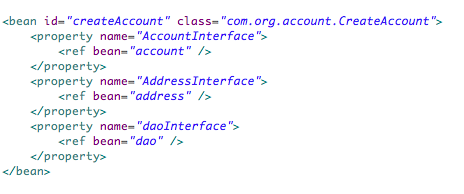 <bean id="createAccount" class="com.org.account.CreateAccount">
<property name="AccountInterface">
<ref bean="account" />
</property>
<property name="AddressInterface">
<ref bean="address" />
</property>
<property name="daoInterface">
<ref bean="dao" />
</property>
</bean>